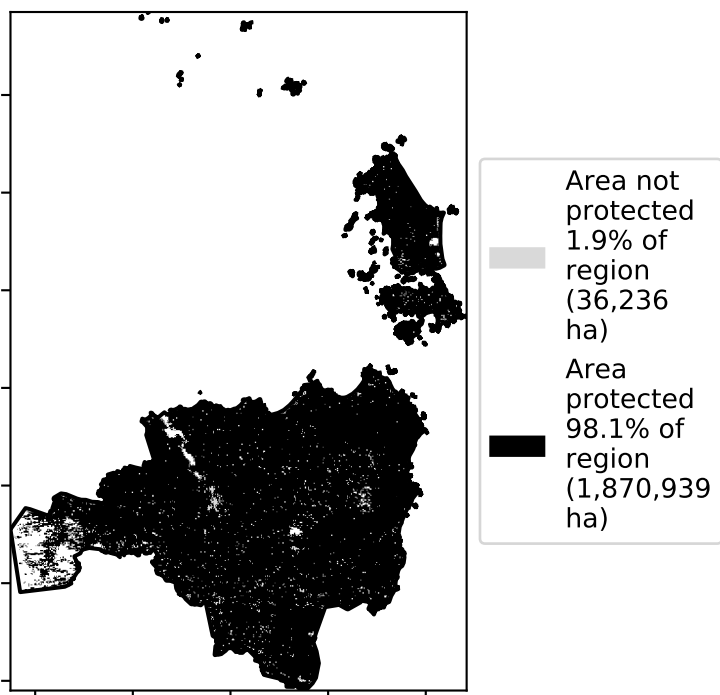 Area not
protected
1.9% of
region
(36,236
ha)
Area
protected
98.1% of
region
(1,870,939
ha)